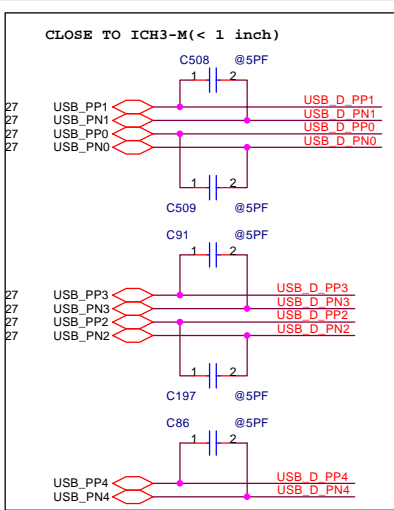 CLOSE TO ICH3-M(< 1 inch)
C508 @5PF
1 2
27 USB_PP1 USB_D_PP1
27 USB_PN1 USB_D_PN1
27 USB_PP0 USB_D_PP0
27 USB_PN0 USB_D_PN0
1 2
C509 @5PF
C91 @5PF
1 2
27 USB_PP3 USB_D_PP3
27 USB_PN3 USB_D_PN3
27 USB_PP2 USB_D_PP2
27 USB_PN2 USB_D_PN2
1 2
C197 @5PF
C86 @5PF
1 2
USB_PP4 USB_D_PP4
USB_PN4 USB_D_PN4